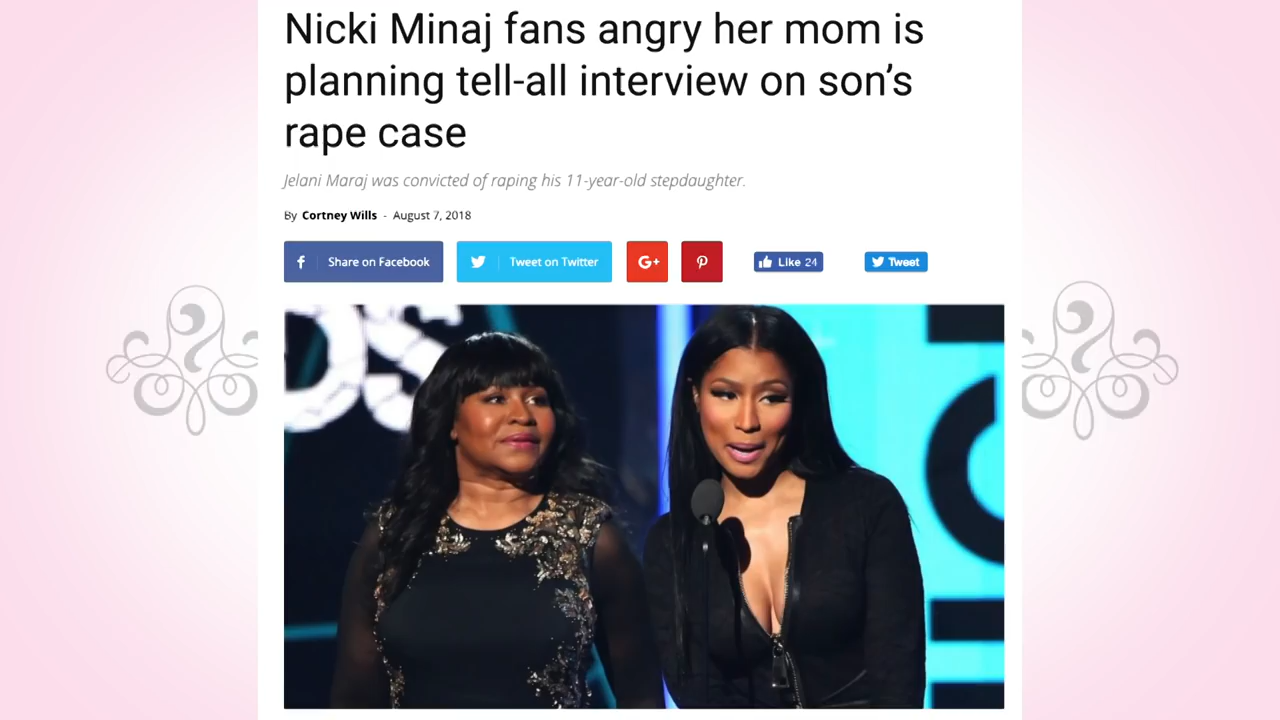 Nicki Minaj fans angry her mom is
planning tell-all interview on son's
rape case
Jelani Maraj was convicted of raping his 11-year-old stepdaughter.
By Cortney Wills - August 7, 2018
Share on Facebook
Tweet on Twitter
G+
Like 24
Tweet